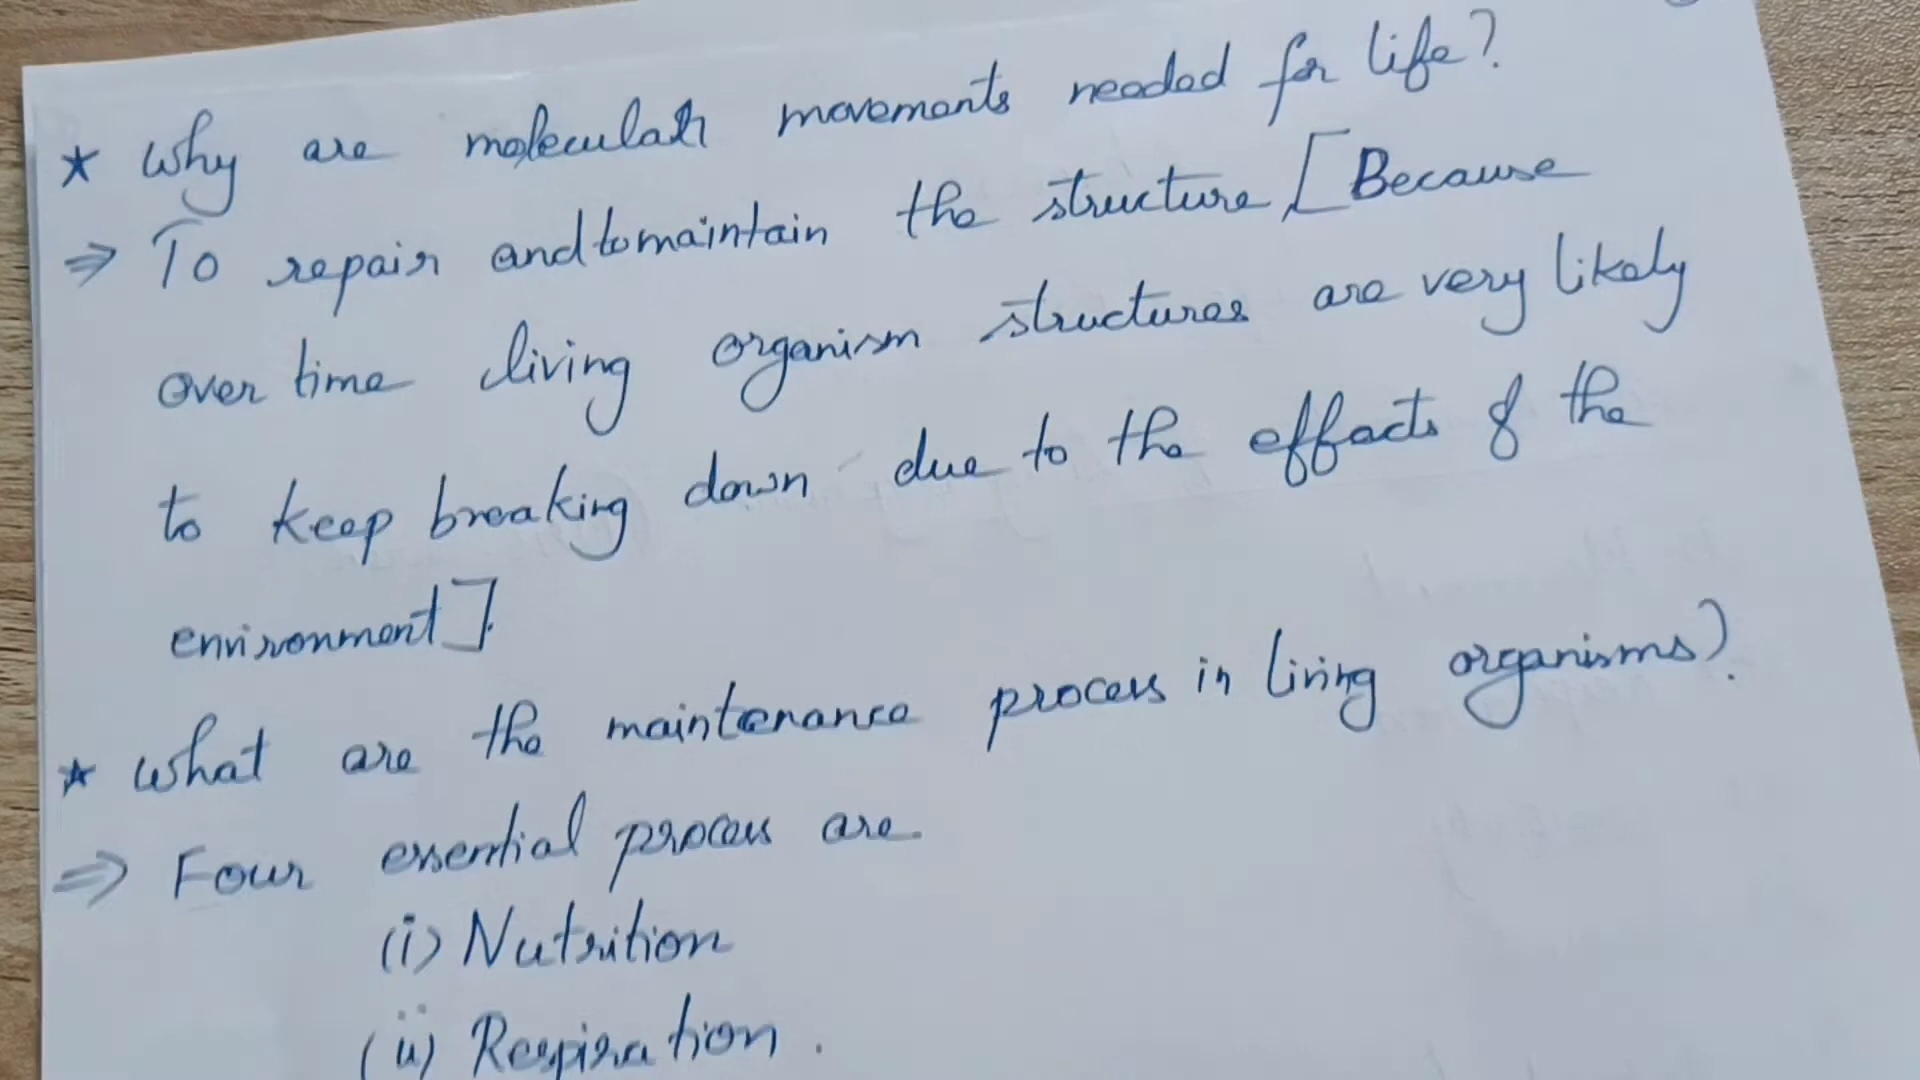 * Why are molecular movements needed for life?
⇒ To repair and to maintain the structure [Because
over time living organism structures are very likely
to keep breaking down due to the effects of the
environment].
* What are the maintenance process in living organisms?
⇒ Four essential process are
(i) Nutrition
(ii) Respiration.